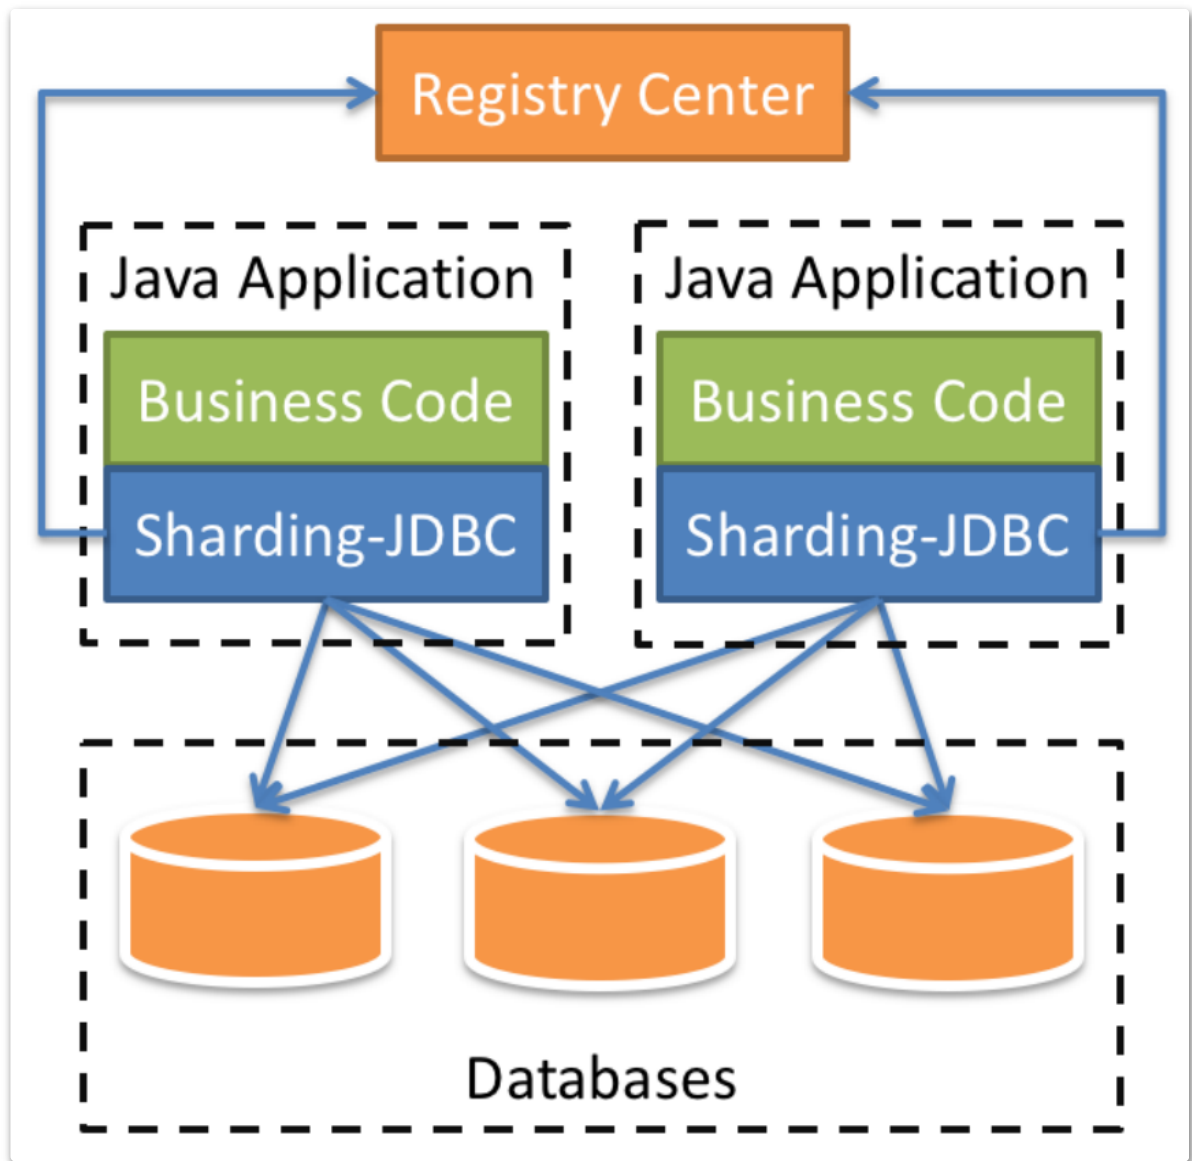 Registry Center
Java Application
Business Code
Sharding-JDBC
Java Application
Business Code
Sharding-JDBC
Databases